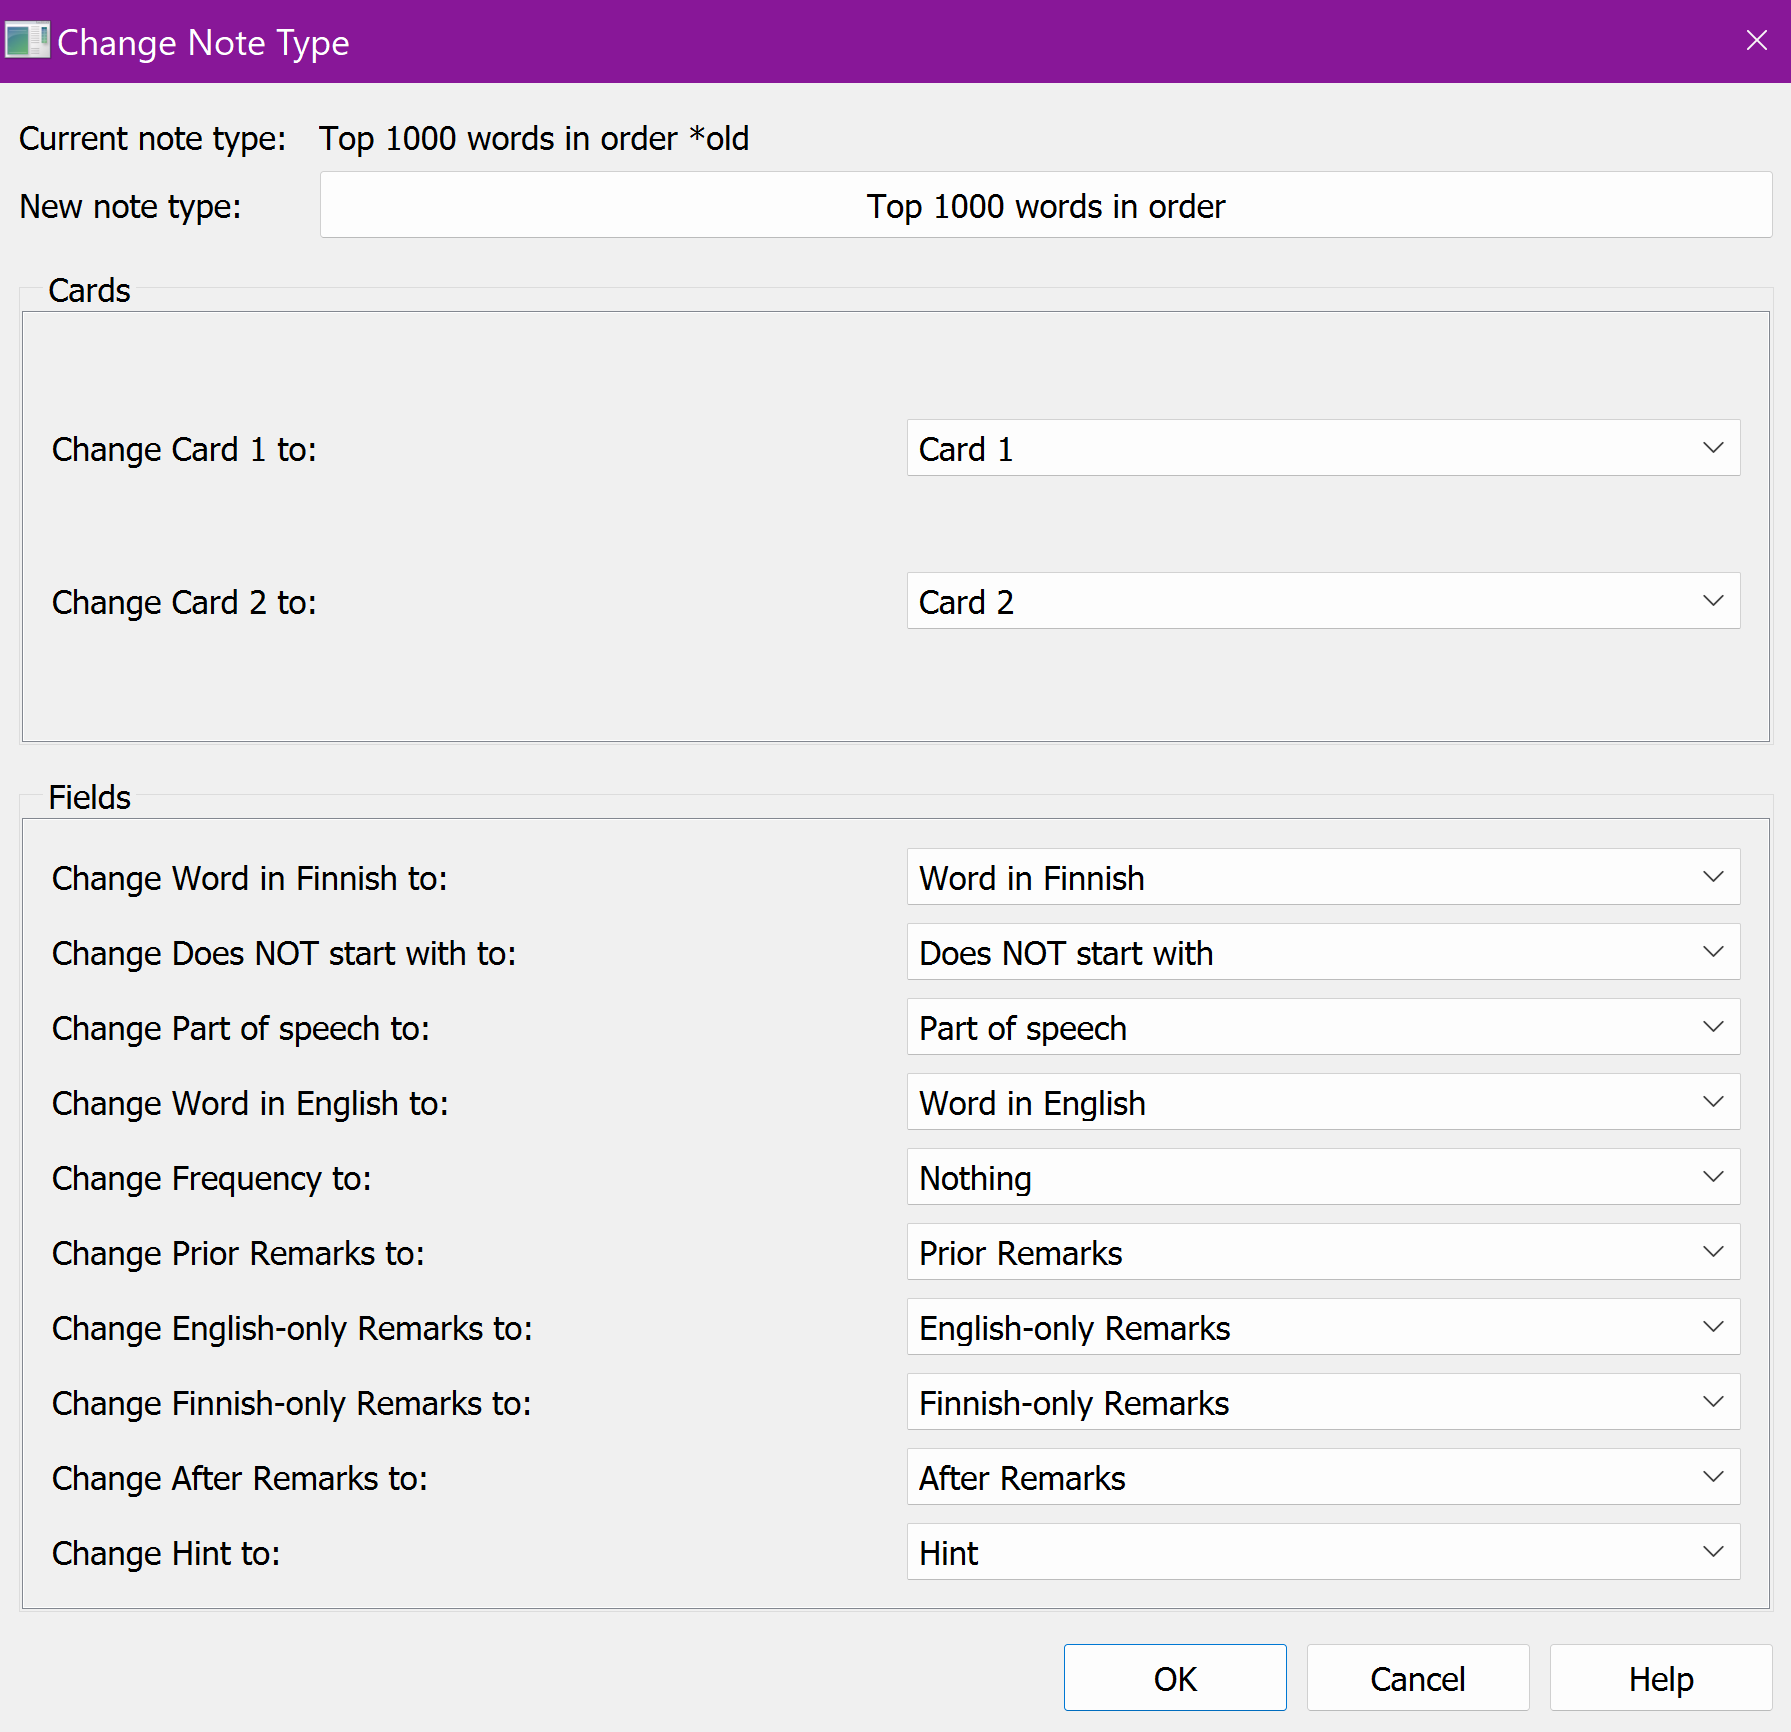 Change Note Type
Current note type: Top 1000 words in order *old
New note type: Top 1000 words in order
Cards
Change Card 1 to: Card 1
Change Card 2 to: Card 2
Fields
Change Word in Finnish to: Word in Finnish
Change Does NOT start with to: Does NOT start with
Change Part of speech to: Part of speech
Change Word in English to: Word in English
Change Frequency to: Nothing
Change Prior Remarks to: Prior Remarks
Change English-only Remarks to: English-only Remarks
Change Finnish-only Remarks to: Finnish-only Remarks
Change After Remarks to: After Remarks
Change Hint to: Hint
OK Cancel Help